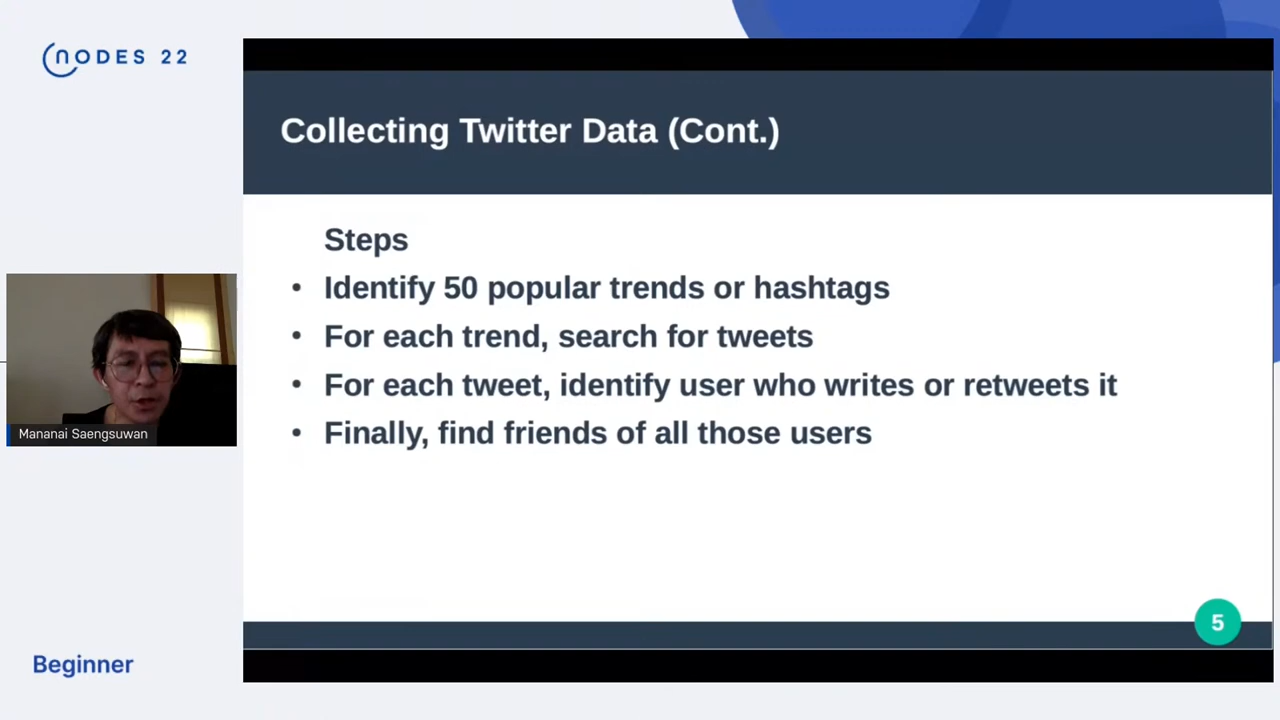 NODES 22
Collecting Twitter Data (Cont.)
Steps
• Identify 50 popular trends or hashtags
• For each trend, search for tweets
• For each tweet, identify user who writes or retweets it
• Finally, find friends of all those users
Mananai Saengsuwan
5
Beginner